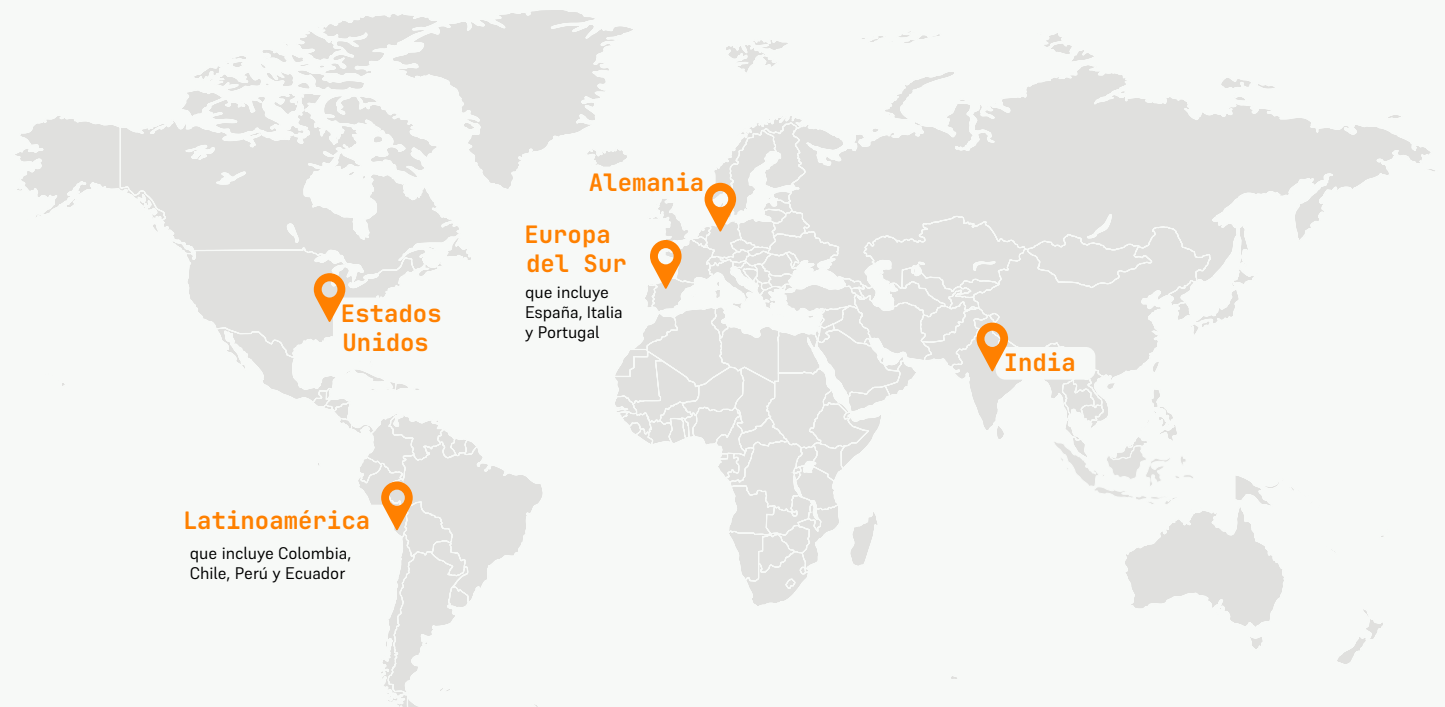 Alemania
Europa
del Sur
que incluye
España, Italia
y Portugal
Estados
Unidos
India
Latinoamérica
que incluye Colombia,
Chile, Perú y Ecuador